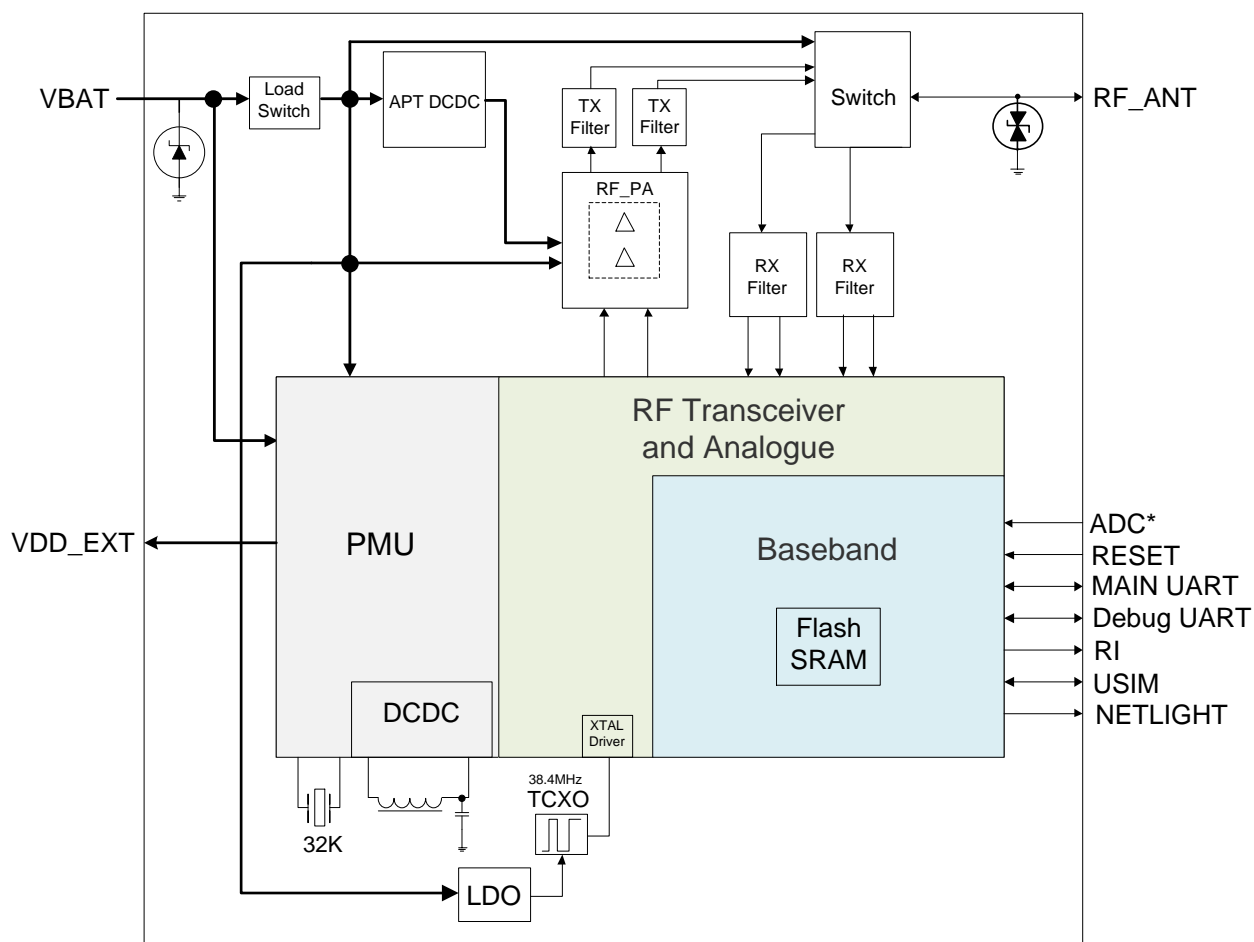 VBAT
Load
Switch
APT DCDC
TX
Filter
TX
Filter
Switch
RF_ANT
RF_PA
RX
Filter
RX
Filter
RF Transceiver
and Analogue
PMU
VDD_EXT
Baseband
Flash
SRAM
ADC*
RESET
MAIN UART
Debug UART
RI
USIM
NETLIGHT
DCDC
XTAL
Driver
38.4MHz
TCXO
32K
LDO